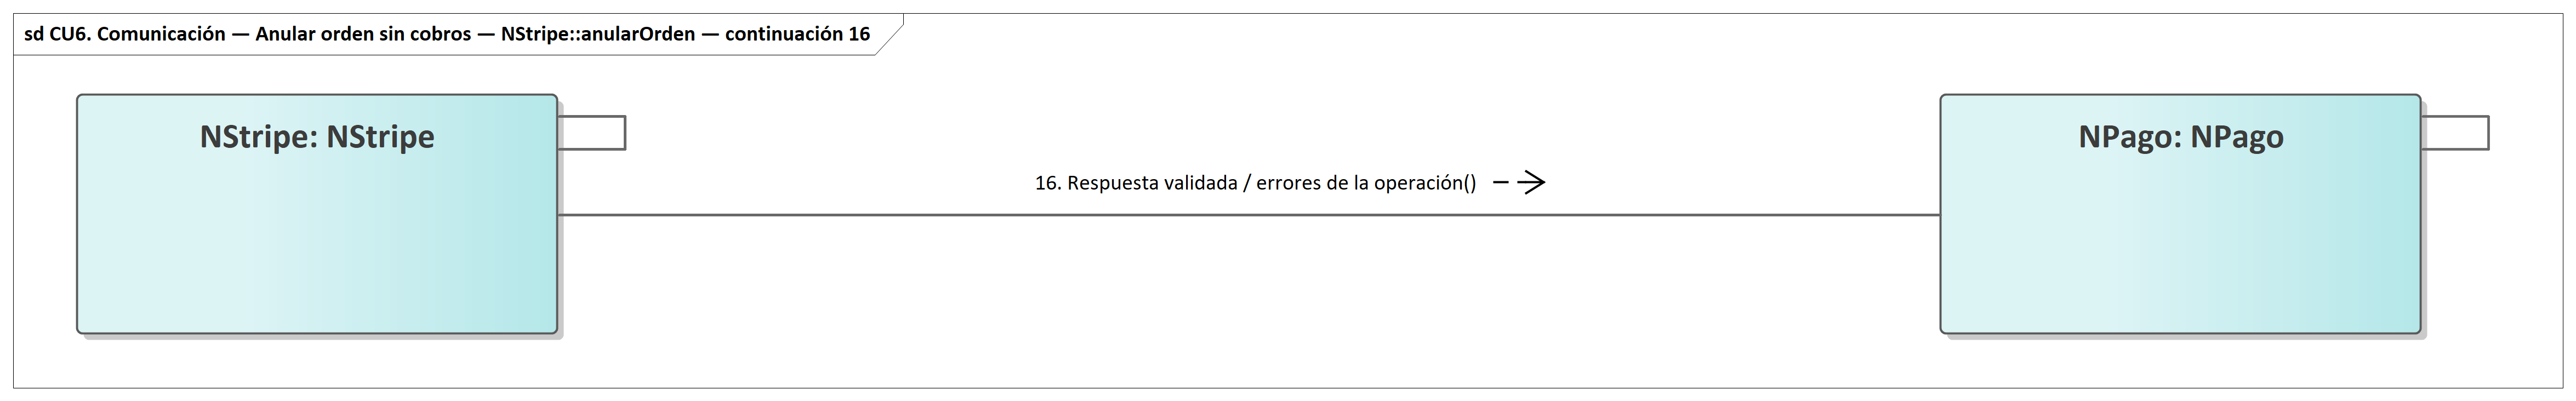 sd CU6. Comunicación — Anular orden sin cobros — NStripe::anularOrden — continuación 16
NStripe: NStripe
NPago: NPago
16. Respuesta validada / errores de la operación()